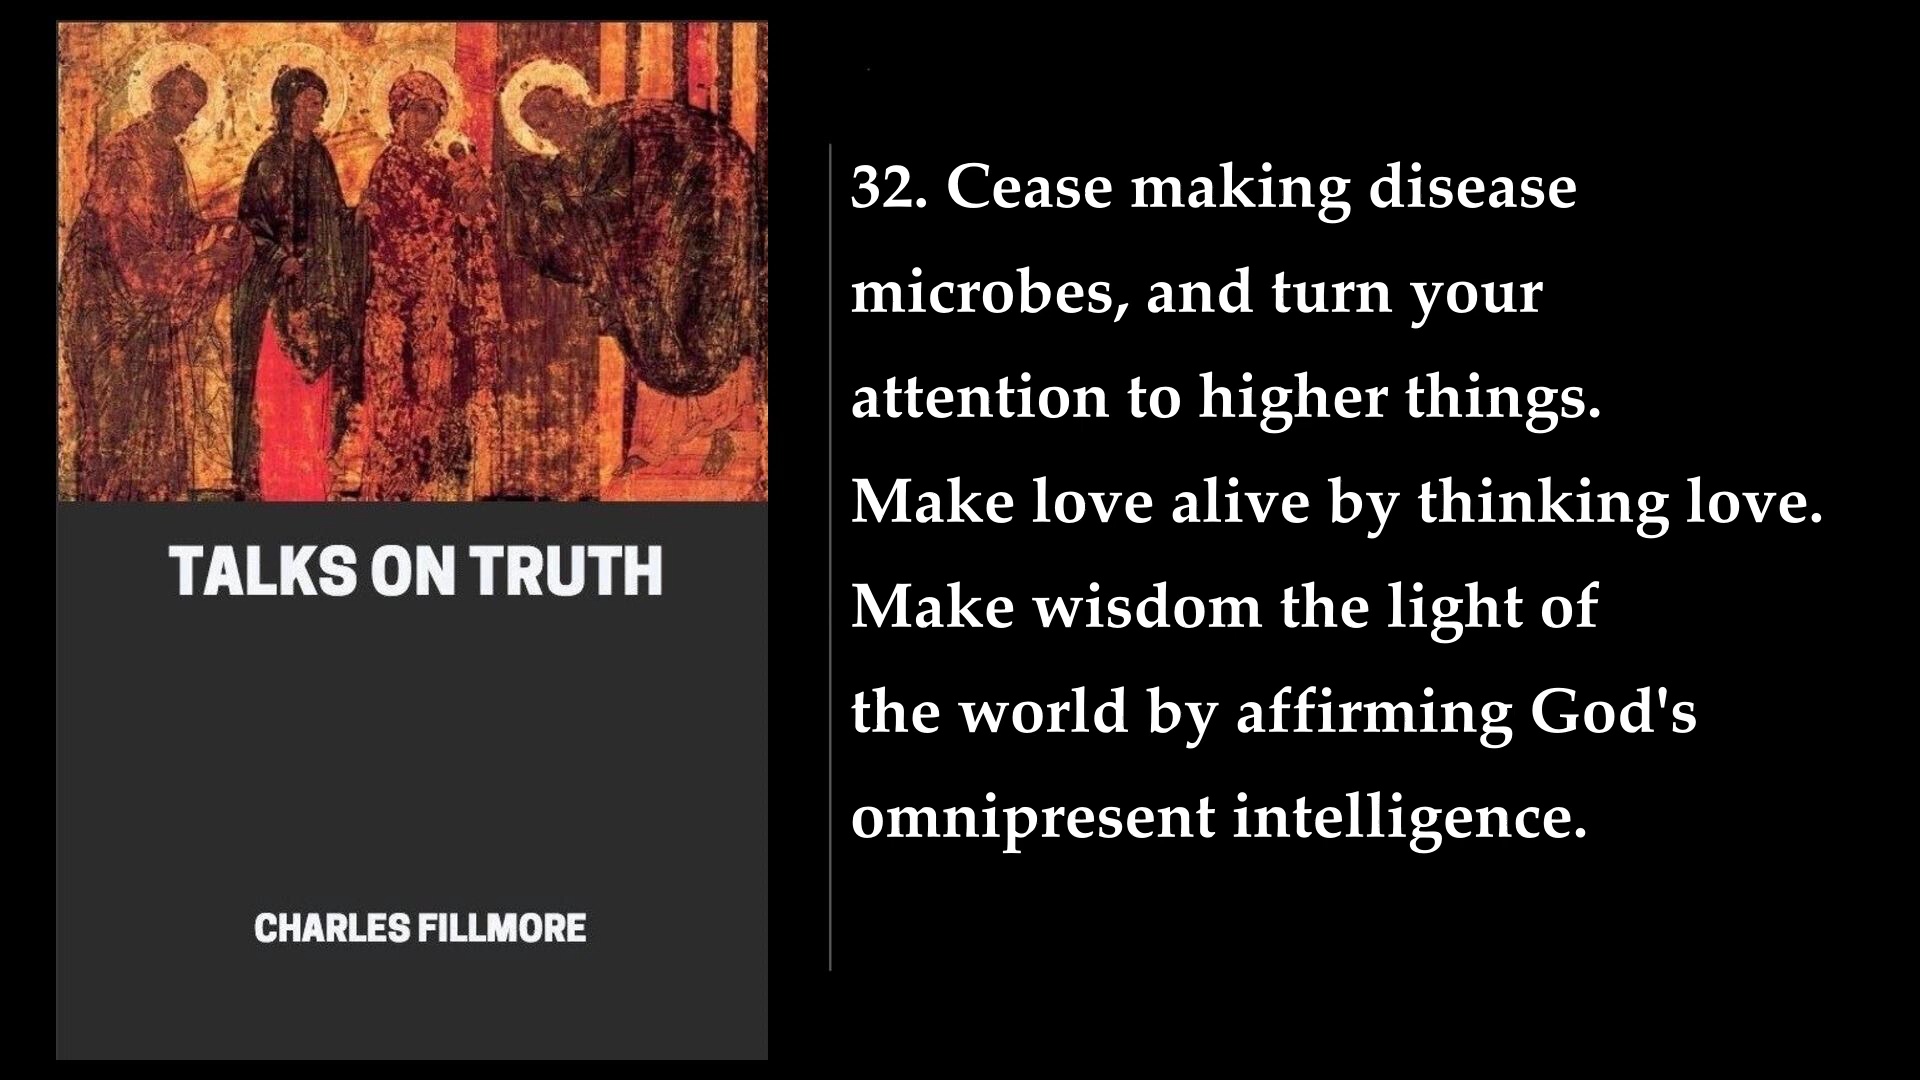 TALKS ON TRUTH
CHARLES FILLMORE
32. Cease making disease
microbes, and turn your
attention to higher things.
Make love alive by thinking love.
Make wisdom the light of
the world by affirming God's
omnipresent intelligence.